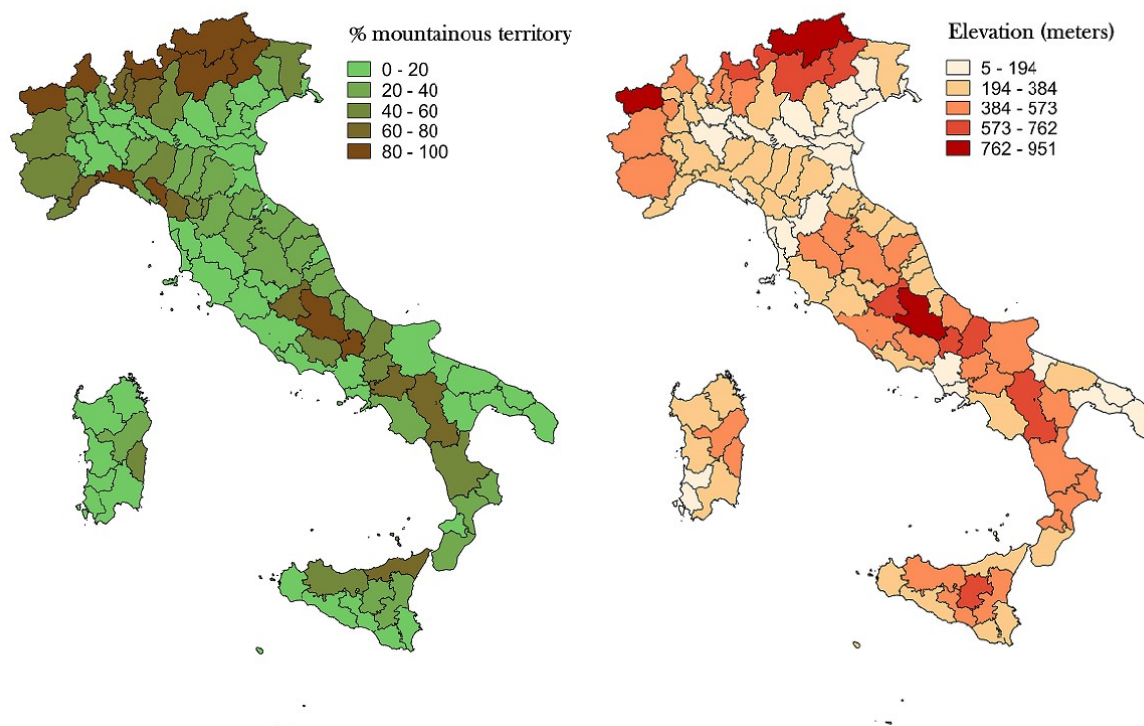 % mountainous territory
0 - 20
20 - 40
40 - 60
60 - 80
80 - 100
Elevation (meters)
5 - 194
194 - 384
384 - 573
573 - 762
762 - 951